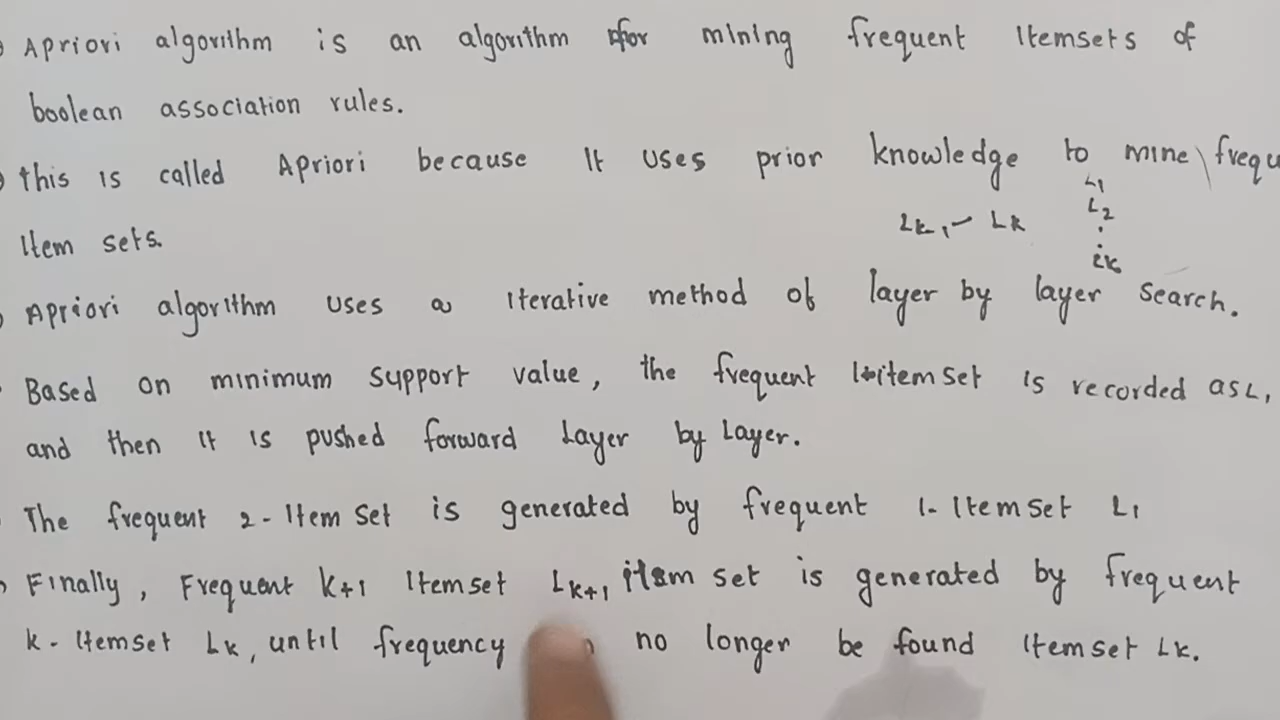 Apriori algorithm is an algorithm for mining frequent Itemsets of
boolean association rules.
this is called Apriori because It uses prior knowledge to mine frequ
Item sets.
L1
L2
Lk, - Lk
Lk
Apriori algorithm uses a iterative method of layer by layer search.
Based on minimum support value, the frequent 1-item set is recorded as L,
and then It is pushed forward Layer by Layer.
The frequent 2-Item Set is generated by frequent 1-Itemset L1
Finally, Frequent k+1 Itemset Lk+1 item set is generated by frequent
k-Itemset Lk, until frequency no longer be found Itemset Lk.